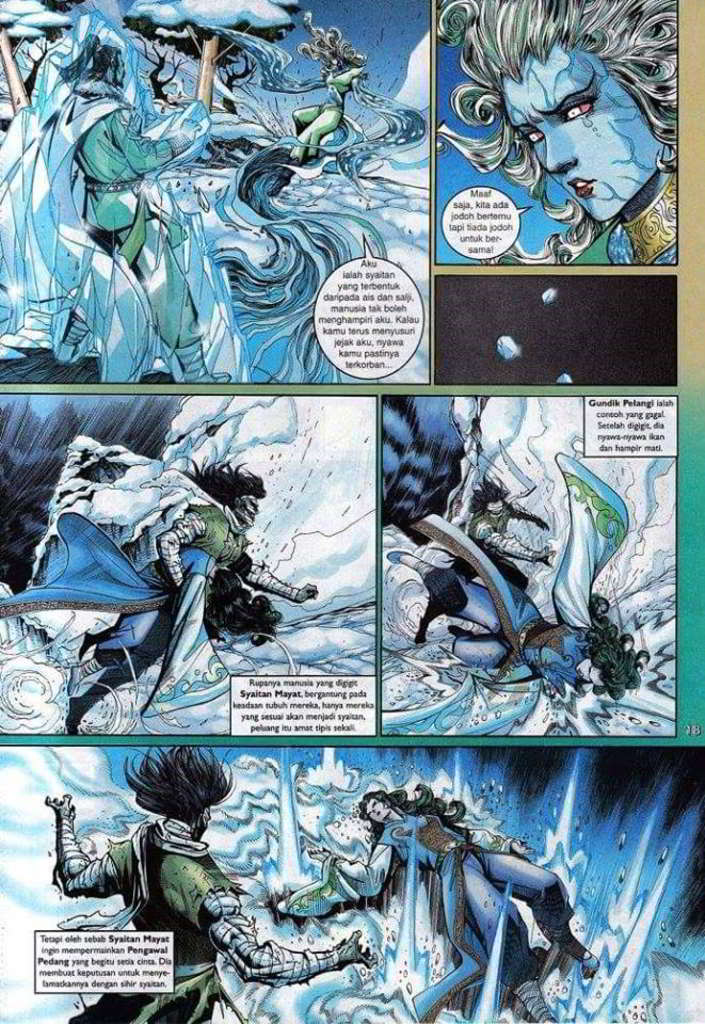 Aku
ialah syaitan
yang terbentuk
daripada ais dan salji,
manusia tak boleh
menghampiri aku. Kalau
kamu terus menyusuri
jejak aku, nyawa
kamu pastinya
terkorban...
Maaf
saja, kita ada
jodoh bertemu
tapi tiada jodoh
untuk ber-
sama!
Rupanya manusia yang digigit
Syaitan Mayat, bergantung pada
keadaan tubuh mereka, hanya mereka
yang sesuai akan menjadi syaitan,
peluang itu amat tipis sekali.
Gundik Pelangi ialah
contoh yang gagal.
Setelah digigit, dia
nyawa-nyawa ikan
dan hampir mati.
18
Tetapi oleh sebab Syaitan Mayat
ingin mempermainkan Pengawal
Pedang yang begitu setia cinta. Dia
membuat keputusan untuk menye-
lamatkannya dengan sihir syaitan.